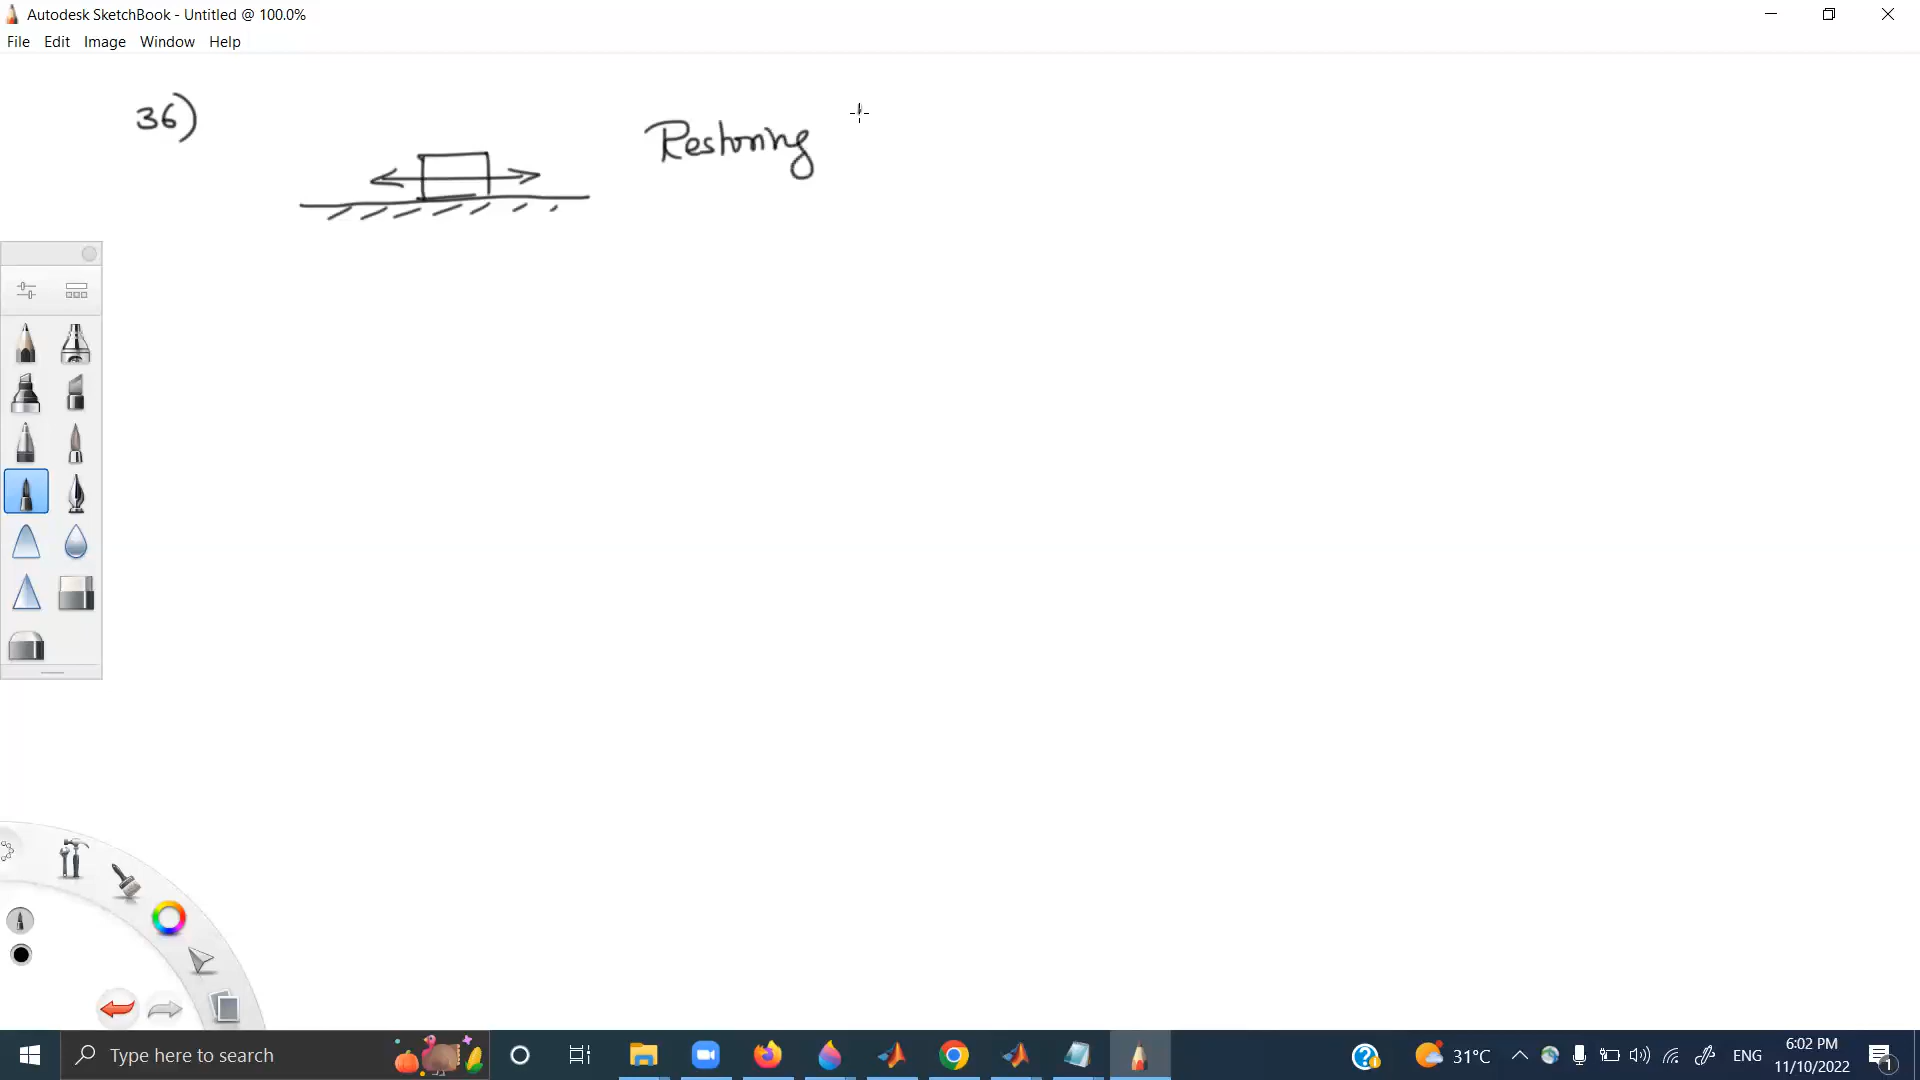 Autodesk SketchBook - Untitled @ 100.0%
File Edit Image Window Help
36)
Restoring
Type here to search
31°C
ENG
6:02 PM
11/10/2022
1